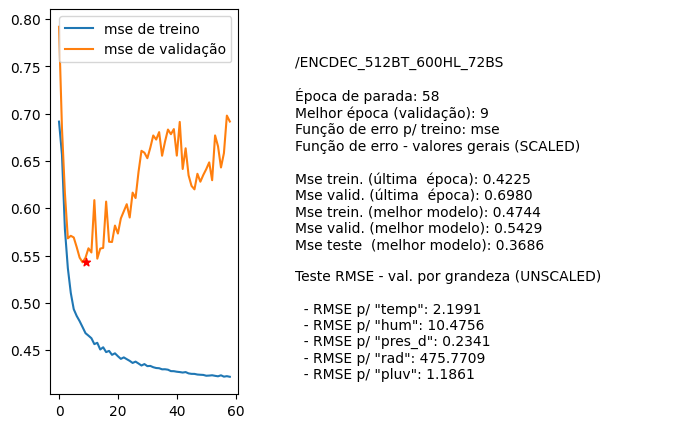 0.80
0.75
0.70
0.65
0.60
0.55
0.50
0.45
0
20
40
60
mse de treino
mse de validação
/ENCDEC_512BT_600HL_72BS
Época de parada: 58
Melhor época (validação): 9
Função de erro p/ treino: mse
Função de erro - valores gerais (SCALED)
Mse trein. (última  época): 0.4225
Mse valid. (última  época): 0.6980
Mse trein. (melhor modelo): 0.4744
Mse valid. (melhor modelo): 0.5429
Mse teste  (melhor modelo): 0.3686
Teste RMSE - val. por grandeza (UNSCALED)
- RMSE p/ "temp": 2.1991
- RMSE p/ "hum": 10.4756
- RMSE p/ "pres_d": 0.2341
- RMSE p/ "rad": 475.7709
- RMSE p/ "pluv": 1.1861